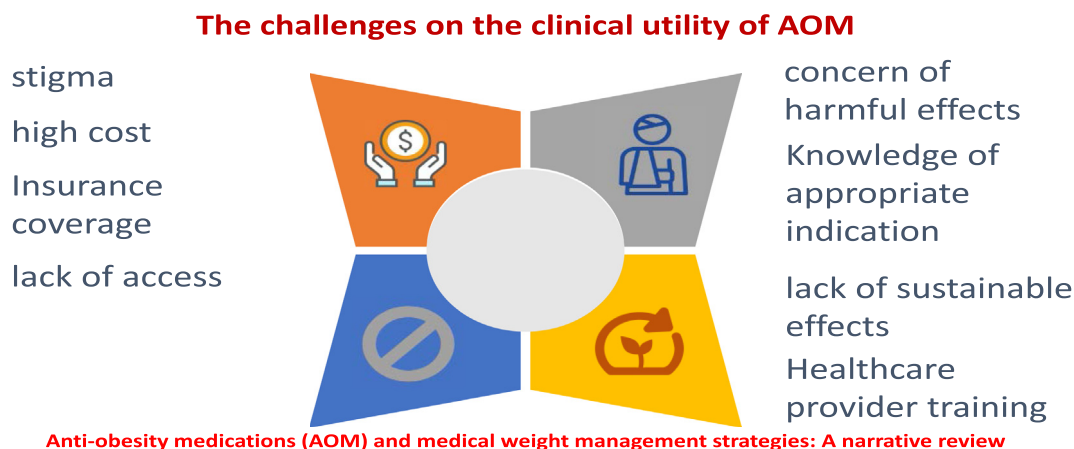 The challenges on the clinical utility of AOM
stigma
high cost
Insurance
coverage
lack of access
$
concern of
harmful effects
Knowledge of
appropriate
indication
lack of sustainable
effects
Healthcare
provider training
Anti-obesity medications (AOM) and medical weight management strategies: A narrative review